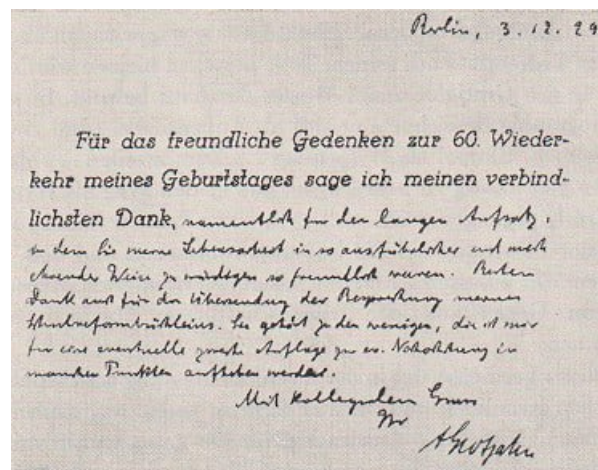 Berlin, 3.12.29
Für das freundliche Gedenken zur 60. Wieder-
kehr meines Geburtstages sage ich meinen verbind-
lichsten Dank, namentlich für den langen Aufsatz,
in dem Sie meine Lebensarbeit in so ausführlicher und mich
ehrender Weise zu würdigen so freundlich waren. Besten
Dank auch für die Übersendung der Besprechung meines
. Sie gehört zu den wenigen, die ich mir
für eine eventuelle zweite Auflage zu ev. in
manchen Punkten aufheben werde.
Mit kollegialem Gruss
Ihr
AGrotjahn